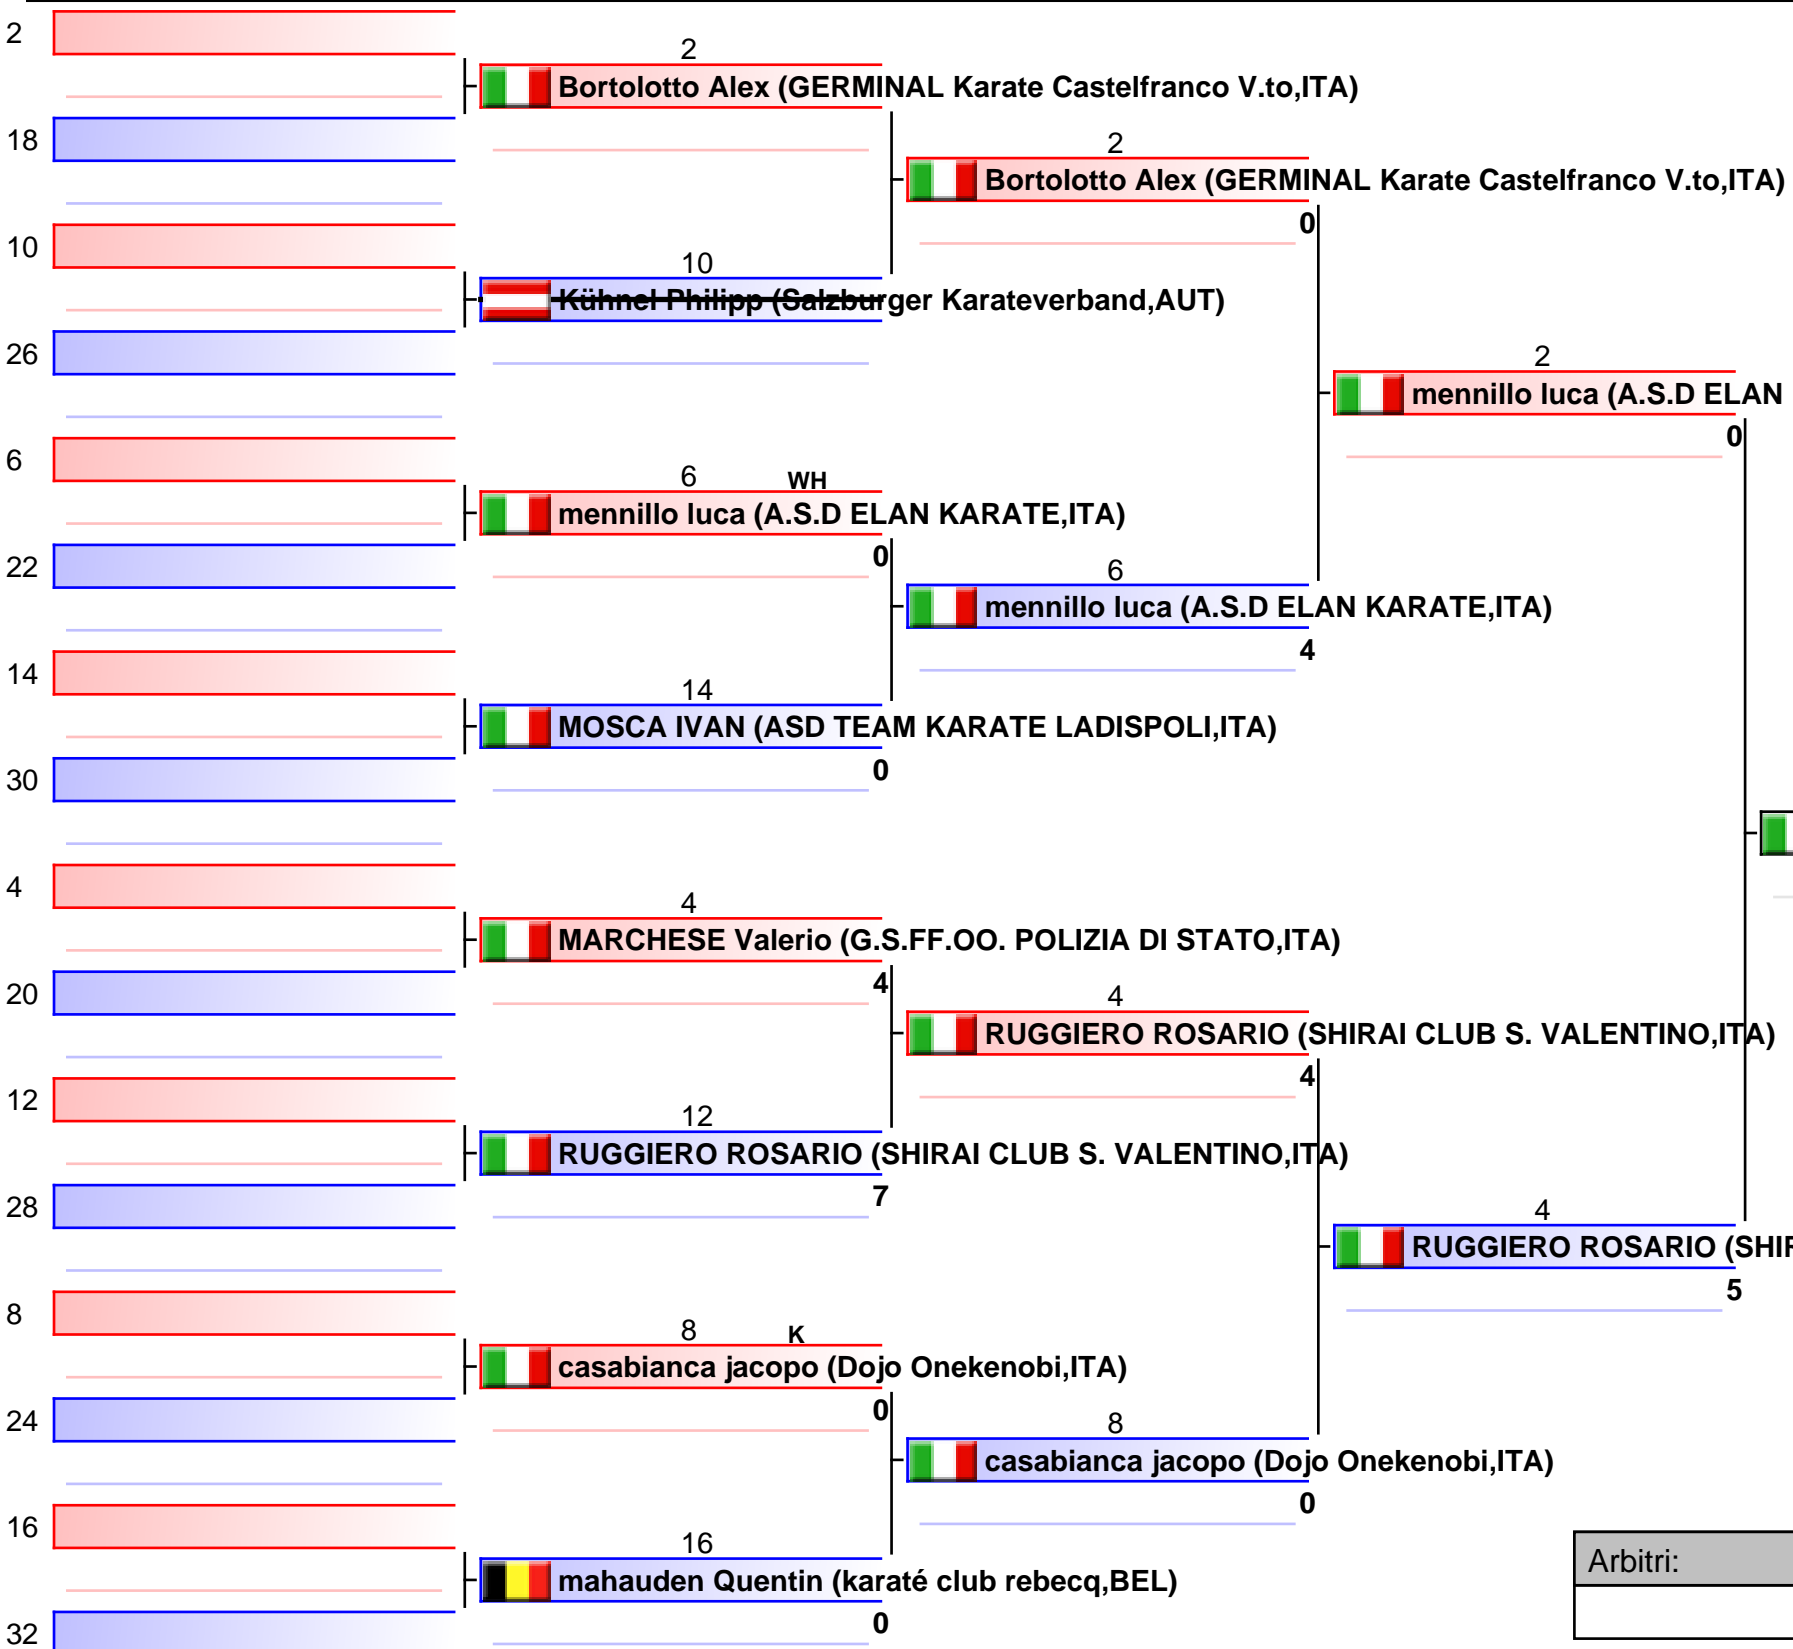 2
18
10
26
6
22
14
30
4
20
12
28
8
24
16
32
2
Bortolotto Alex (GERMINAL Karate Castelfranco V.to,ITA)
10
Kühnel Philipp (Salzburger Karateverband,AUT)
6 WH
mennillo luca (A.S.D ELAN KARATE,ITA)
0
14
MOSCA IVAN (ASD TEAM KARATE LADISPOLI,ITA)
0
4
MARCHESE Valerio (G.S.FF.OO. POLIZIA DI STATO,ITA)
4
12
RUGGIERO ROSARIO (SHIRAI CLUB S. VALENTINO,ITA)
7
8 K
casabianca jacopo (Dojo Onekenobi,ITA)
0
16
mahauden Quentin (karaté club rebecq,BEL)
0
2
Bortolotto Alex (GERMINAL Karate Castelfranco V.to,ITA)
0
6
mennillo luca (A.S.D ELAN KARATE,ITA)
4
4
RUGGIERO ROSARIO (SHIRAI CLUB S. VALENTINO,ITA)
4
8
casabianca jacopo (Dojo Onekenobi,ITA)
0
2
mennillo luca (A.S.D ELAN
0
4
RUGGIERO ROSARIO (SHIR
5
Arbitri: